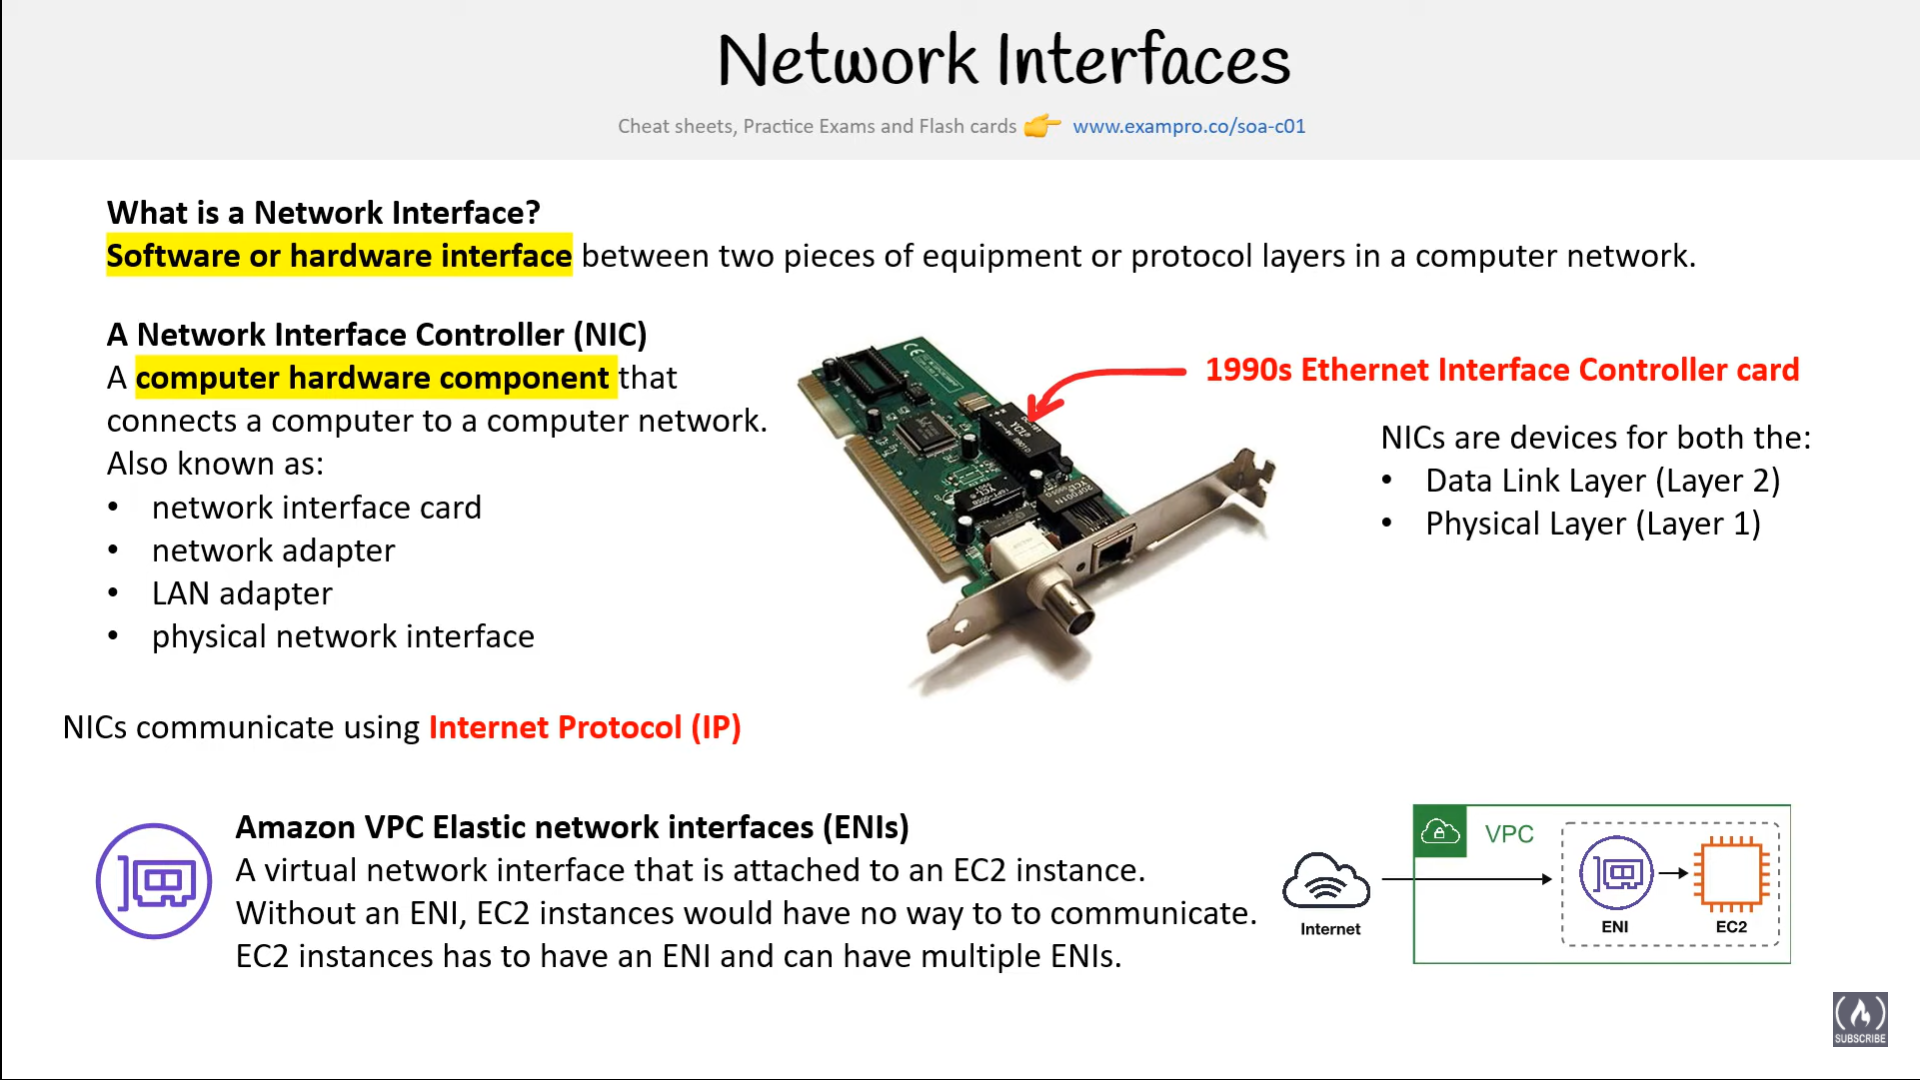 Network Interfaces
Cheat sheets, Practice Exams and Flash cards 👉 www.exampro.co/soa-c01
What is a Network Interface?
Software or hardware interface between two pieces of equipment or protocol layers in a computer network.
A Network Interface Controller (NIC)
A computer hardware component that
connects a computer to a computer network.
Also known as:
• network interface card
• network adapter
• LAN adapter
• physical network interface
1990s Ethernet Interface Controller card
NICs are devices for both the:
• Data Link Layer (Layer 2)
• Physical Layer (Layer 1)
YCL
NICs communicate using Internet Protocol (IP)
Amazon VPC Elastic network interfaces (ENIs)
A virtual network interface that is attached to an EC2 instance.
Without an ENI, EC2 instances would have no way to to communicate.
EC2 instances has to have an ENI and can have multiple ENIs.
VPC
Internet
ENI
EC2
SUBSCRIBE